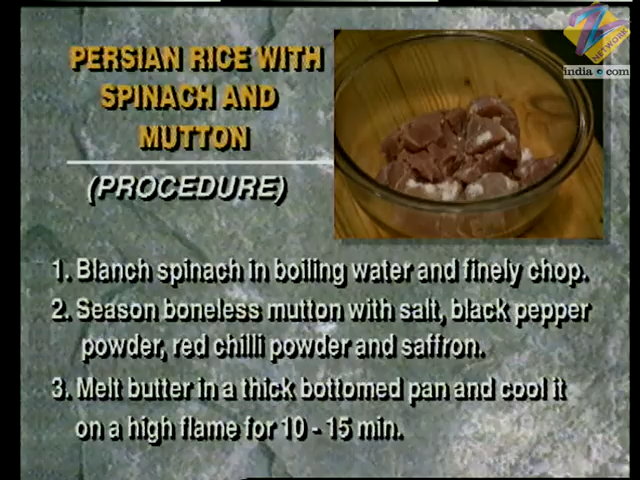 PERSIAN RICE WITH
SPINACH AND
MUTTON
(PROCEDURE)
Z
NETWORK
india.com
1. Blanch spinach in boiling water and finely chop.
2. Season boneless mutton with salt, black pepper
powder, red chilli powder and saffron.
3. Melt butter in a thick bottomed pan and cool it
on a high flame for 10 - 15 min.